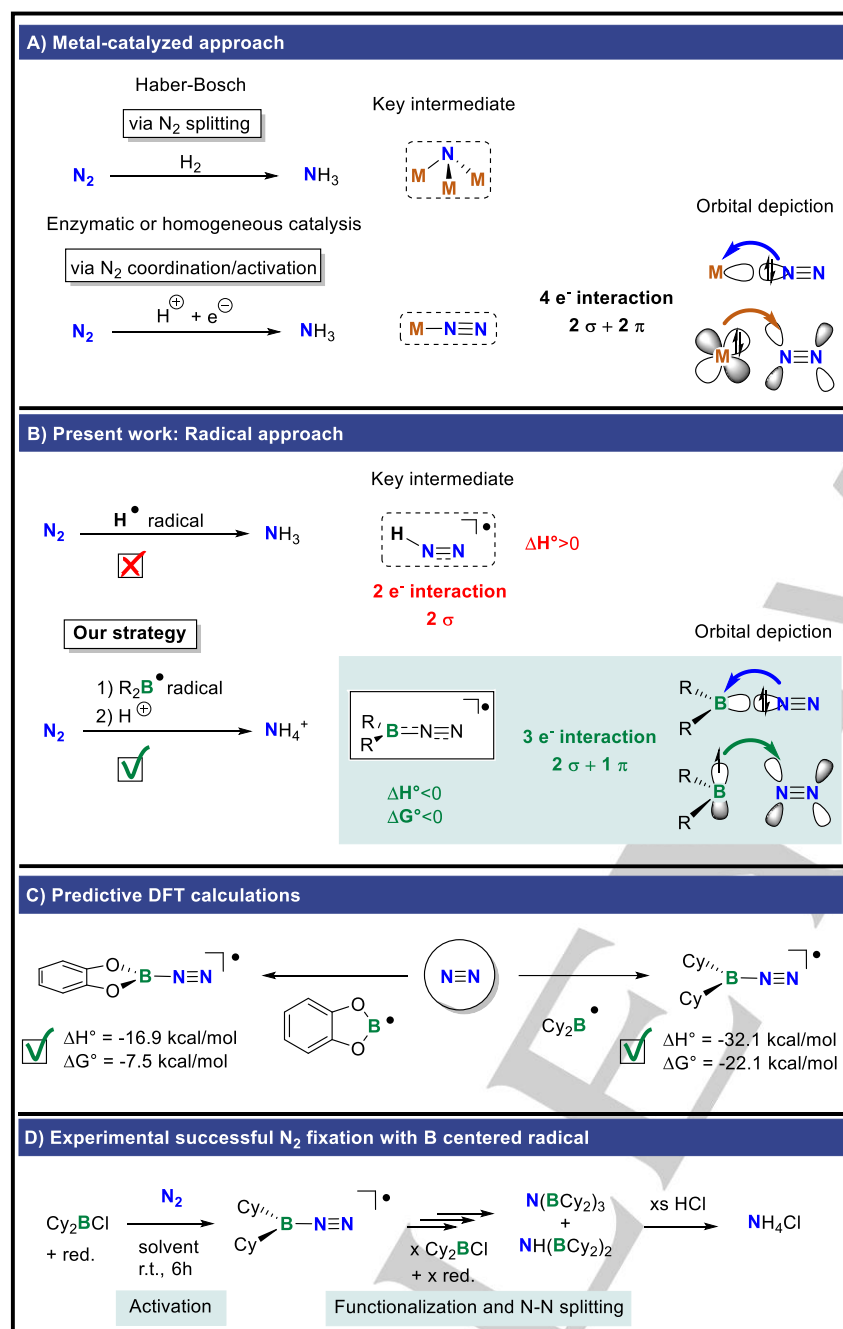 A) Metal-catalyzed approach
Haber-Bosch
via N2 splitting
Key intermediate
N2
H2
NH3
N
M
M
M
Enzymatic or homogeneous catalysis
via N2 coordination/activation
N2
H⊕ + e⊖
NH3
M N≡N
4 e- interaction
2 σ + 2 π
Orbital depiction
M N≡N
M N≡N
B) Present work: Radical approach
N2
H• radical
NH3
Key intermediate
H
N N
•
ΔH°>0
2 e- interaction
2 σ
Our strategy
1) R2B• radical
2) H⊕
N2
NH4+
R
R
B N N
•
ΔH°<0
ΔG°<0
3 e- interaction
2 σ + 1 π
Orbital depiction
R
B N≡N
R
R
B N≡N
R
C) Predictive DFT calculations
O
O
B N N
•
N≡N
O
O
B•
Cy2B•
Cy
Cy
B N N
•
ΔH° = -16.9 kcal/mol
ΔG° = -7.5 kcal/mol
ΔH° = -32.1 kcal/mol
ΔG° = -22.1 kcal/mol
D) Experimental successful N2 fixation with B centered radical
Cy2BCl
+ red.
N2
solvent
r.t., 6h
Cy
Cy
B N N
•
x Cy2BCl
+ x red.
N(BCy2)3
+
NH(BCy2)2
xs HCl
NH4Cl
Activation
Functionalization and N-N splitting